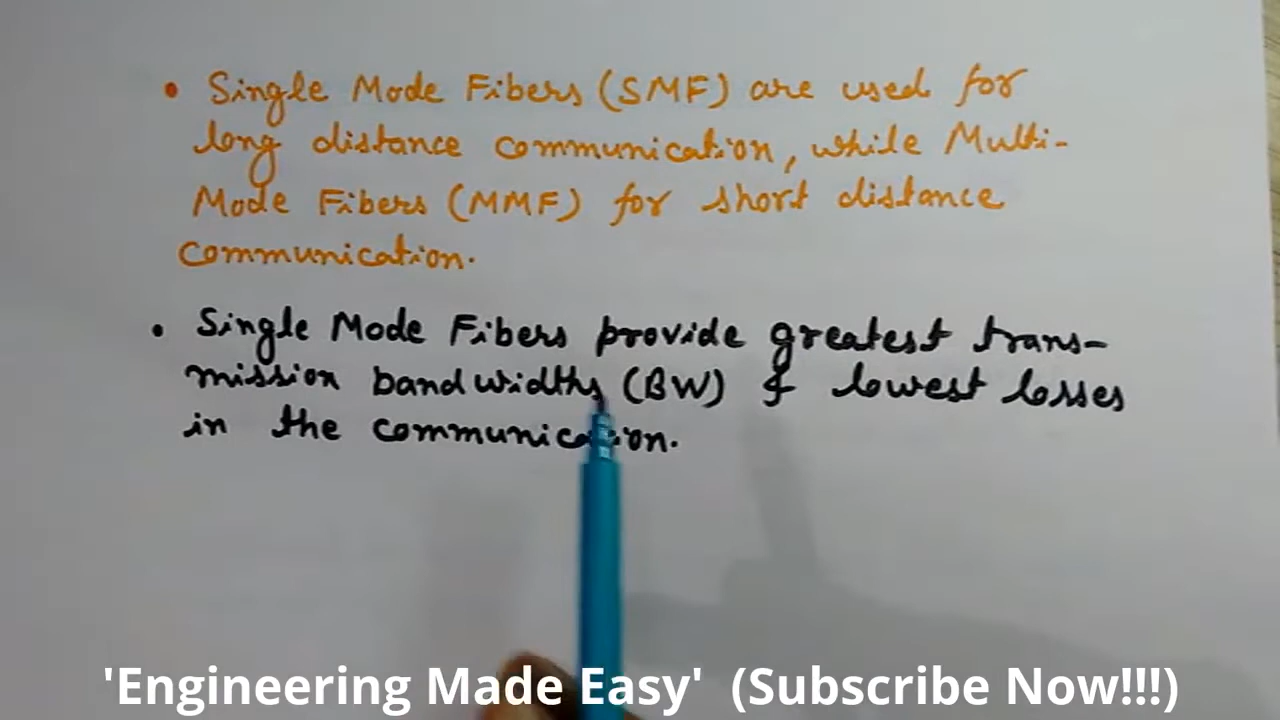 • Single Mode Fibers (SMF) are used for
long distance communication, while Multi-
Mode Fibers (MMF) for short distance
communication.
• Single Mode Fibers provide greatest trans-
mission bandwidths (BW) & lowest losses
in the communication.
'Engineering Made Easy' (Subscribe Now!!!)